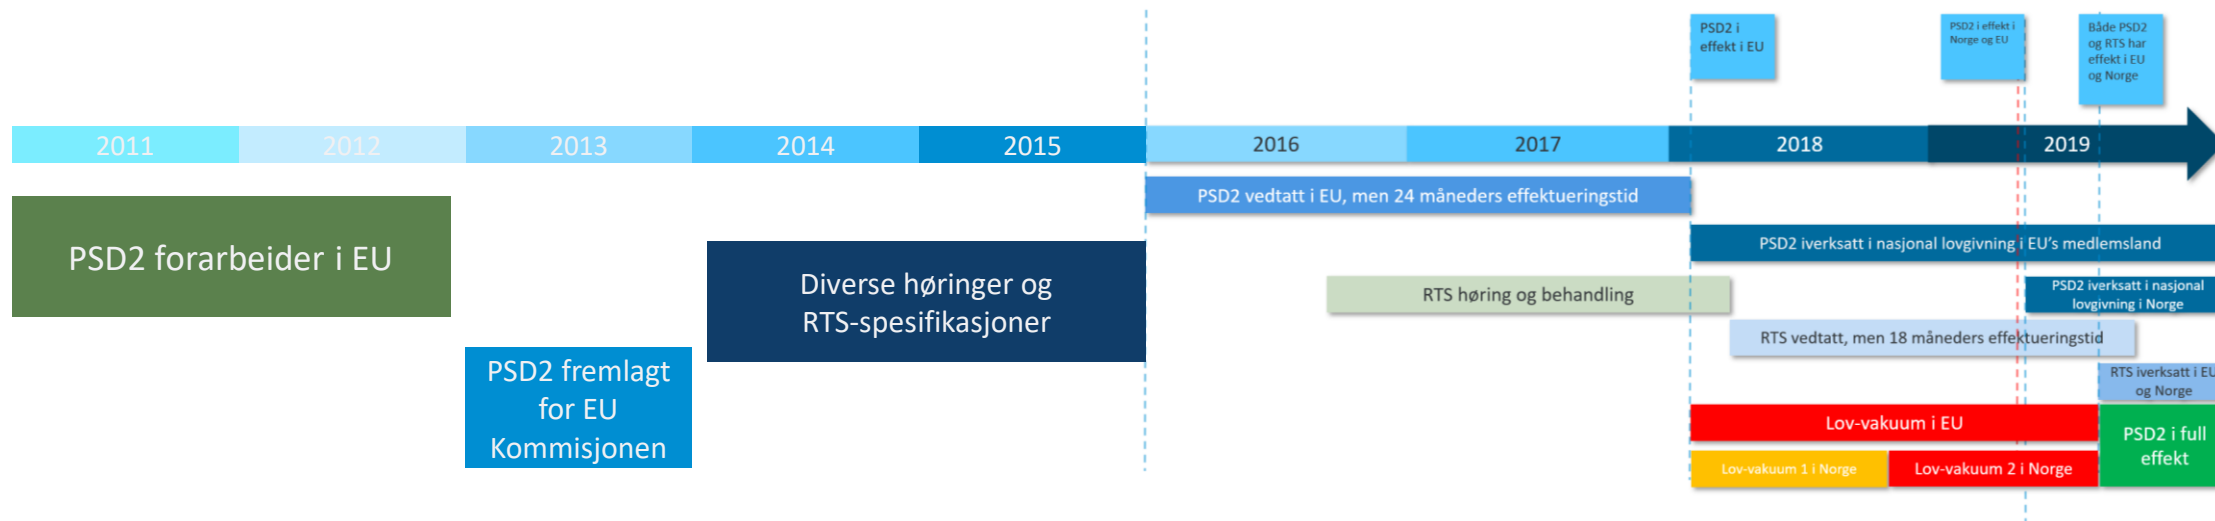 PSD2 i
effekt i EU
PSD2 i effekt i
Norge og EU
Både PSD2
og RTS har
effekt i EU
og Norge
2011
2012
2013
2014
2015
2016
2017
2018
2019
PSD2 vedtatt i EU, men 24 måneders effektueringstid
PSD2 forarbeider i EU
PSD2 iverksatt i nasjonal lovgivning i EU's medlemsland
Diverse høringer og
RTS-spesifikasjoner
RTS høring og behandling
PSD2 iverksatt i nasjonal
lovgivning i Norge
RTS vedtatt, men 18 måneders effektueringstid
PSD2 fremlagt
for EU
Kommisjonen
RTS iverksatt i EU
og Norge
Lov-vakuum i EU
PSD2 i full
effekt
Lov-vakuum 1 i Norge
Lov-vakuum 2 i Norge